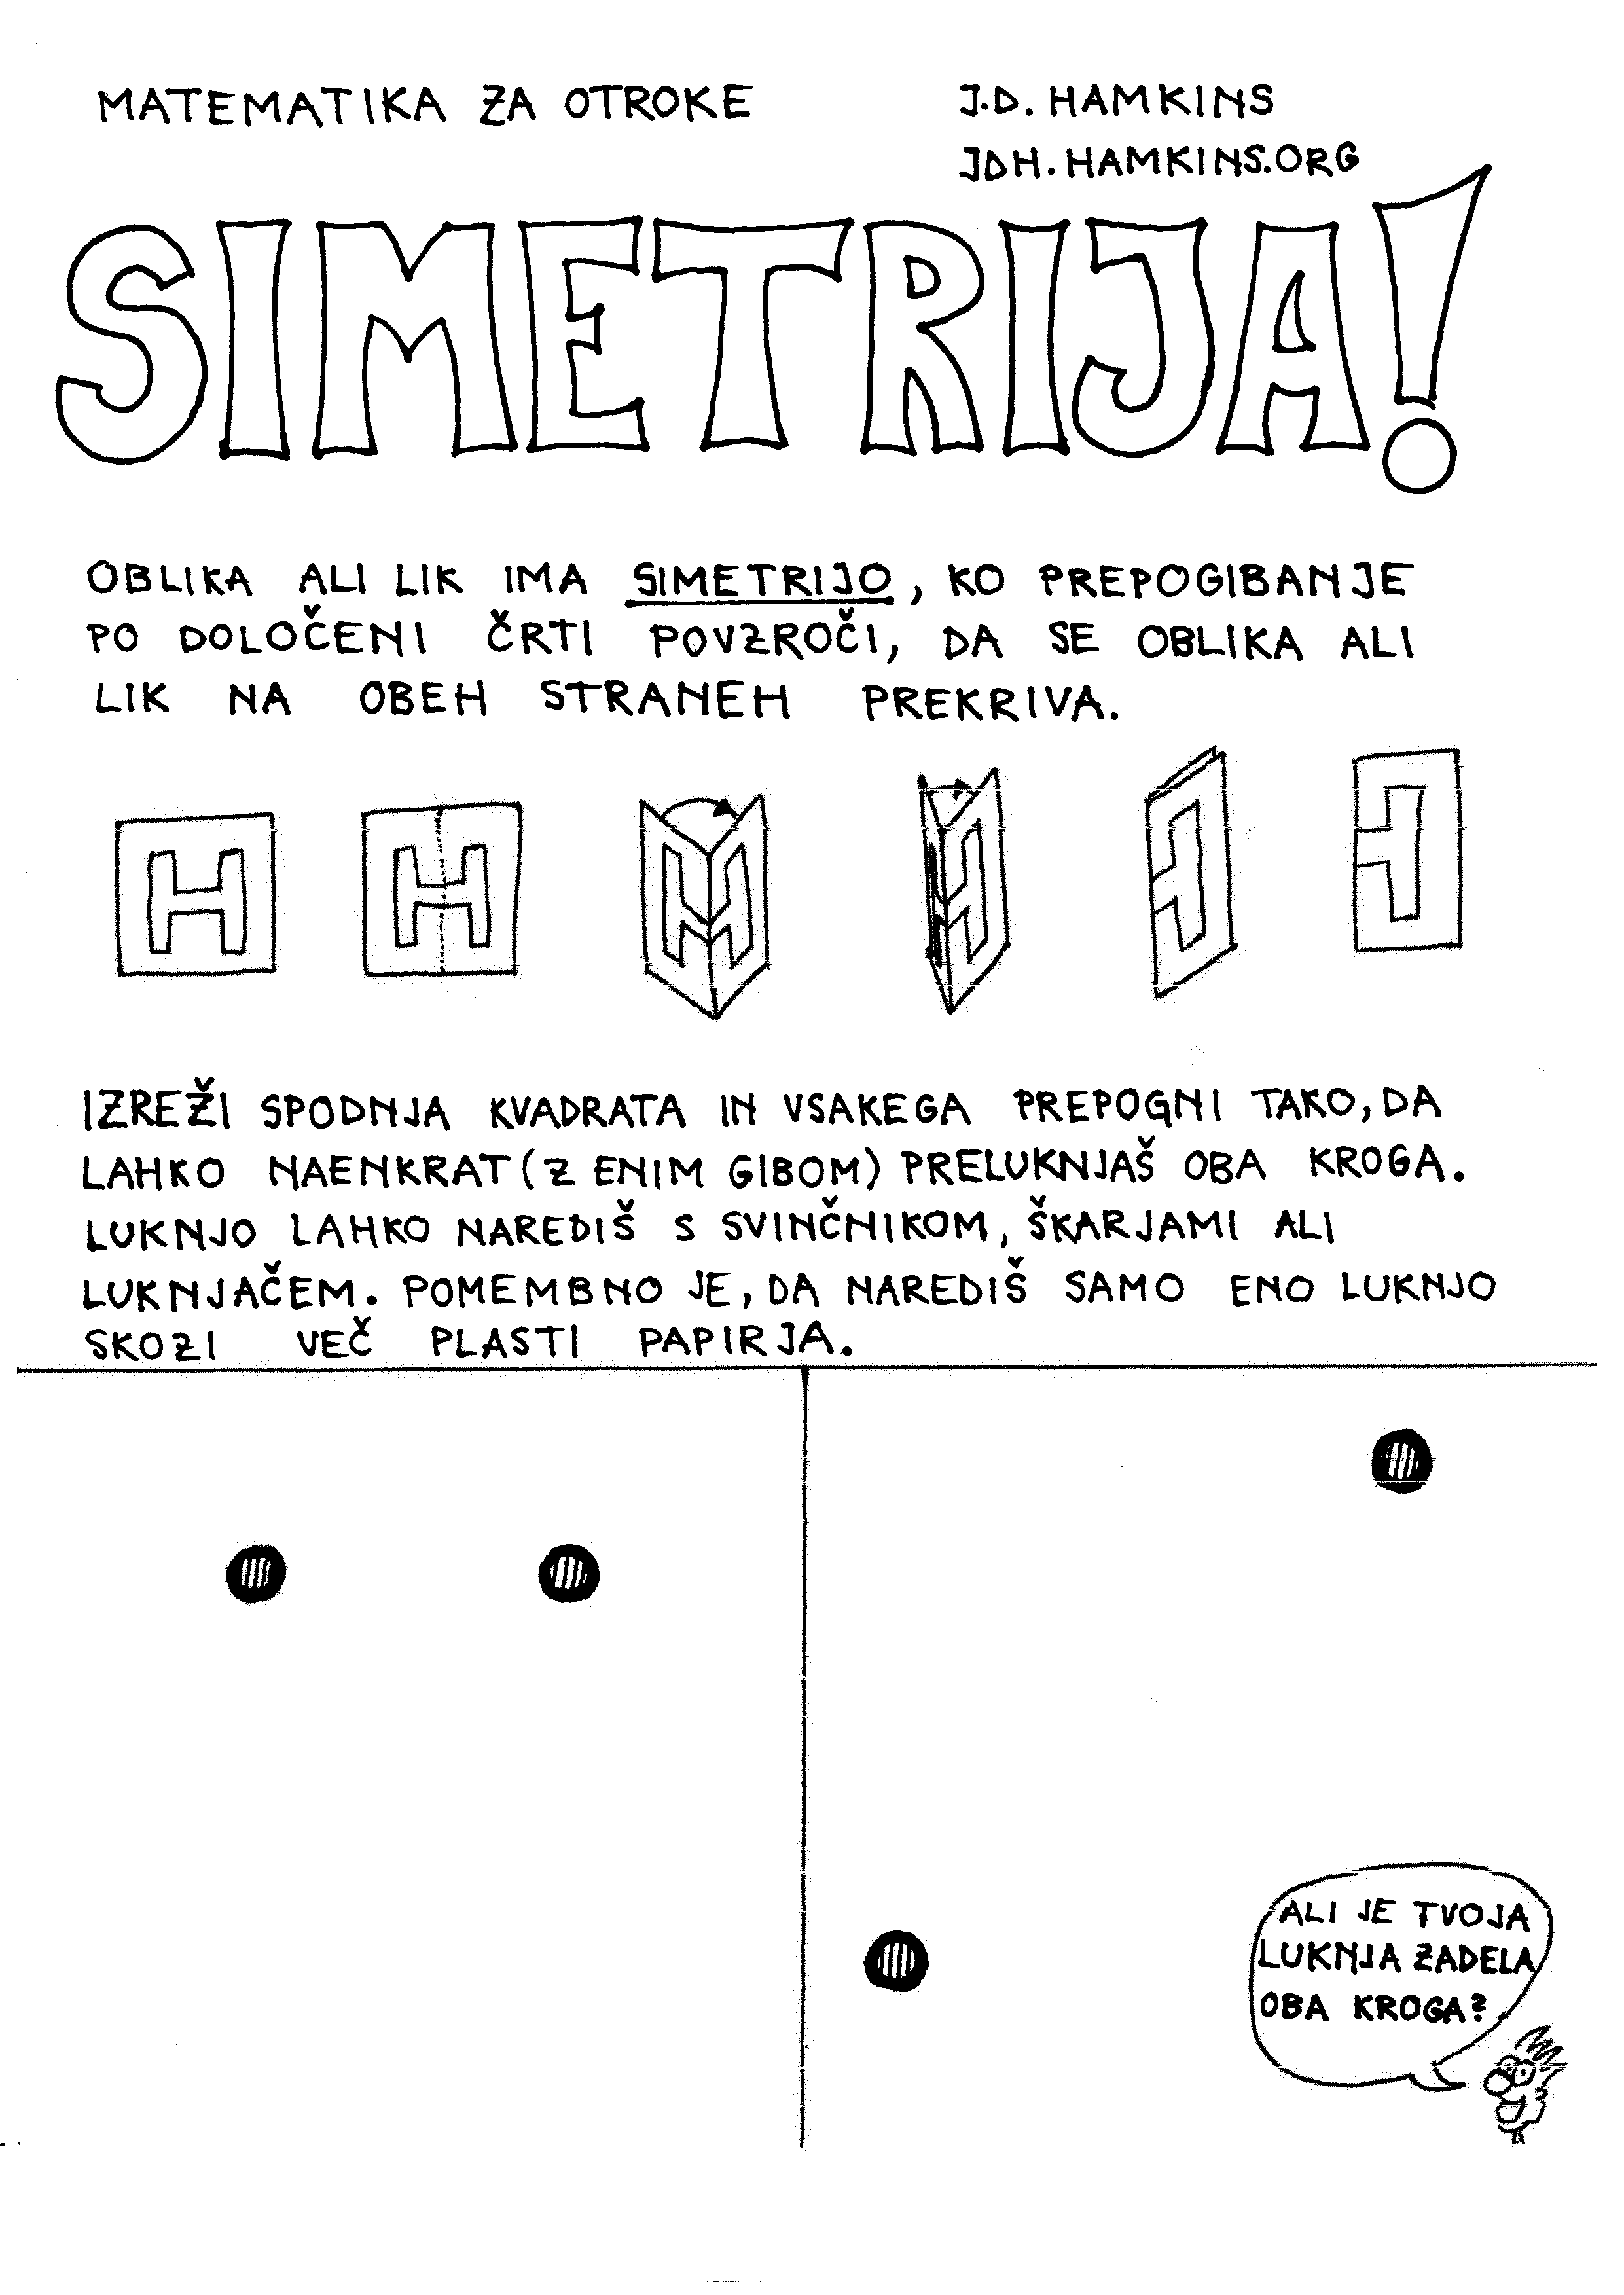 MATEMATIKA ZA OTROKE
J.D. HAMKINS
JDH.HAMKINS.ORG
SIMETRIJA!
OBLIKA ALI LIK IMA SIMETRIJO, KO PREPOGIBANJE
PO DOLOČENI ČRTI POVZROČI, DA SE OBLIKA ALI
LIK NA OBEH STRANEH PREKRIVA.
H H
IZREŽI SPODNJA KVADRATA IN VSAKEGA PREPOGNI TAKO, DA
LAHKO NAENKRAT (Z ENIM GIBOM) PRELUKNJAŠ OBA KROGA.
LUKNJO LAHKO NAREDIŠ S SVINČNIKOM, ŠKARJAMI ALI
LUKNJAČEM. POMEMBNO JE, DA NAREDIŠ SAMO ENO LUKNJO
SKOZI VEČ PLASTI PAPIRJA.
ALI JE TVOJA
LUKNJA ZADELA
OBA KROGA?